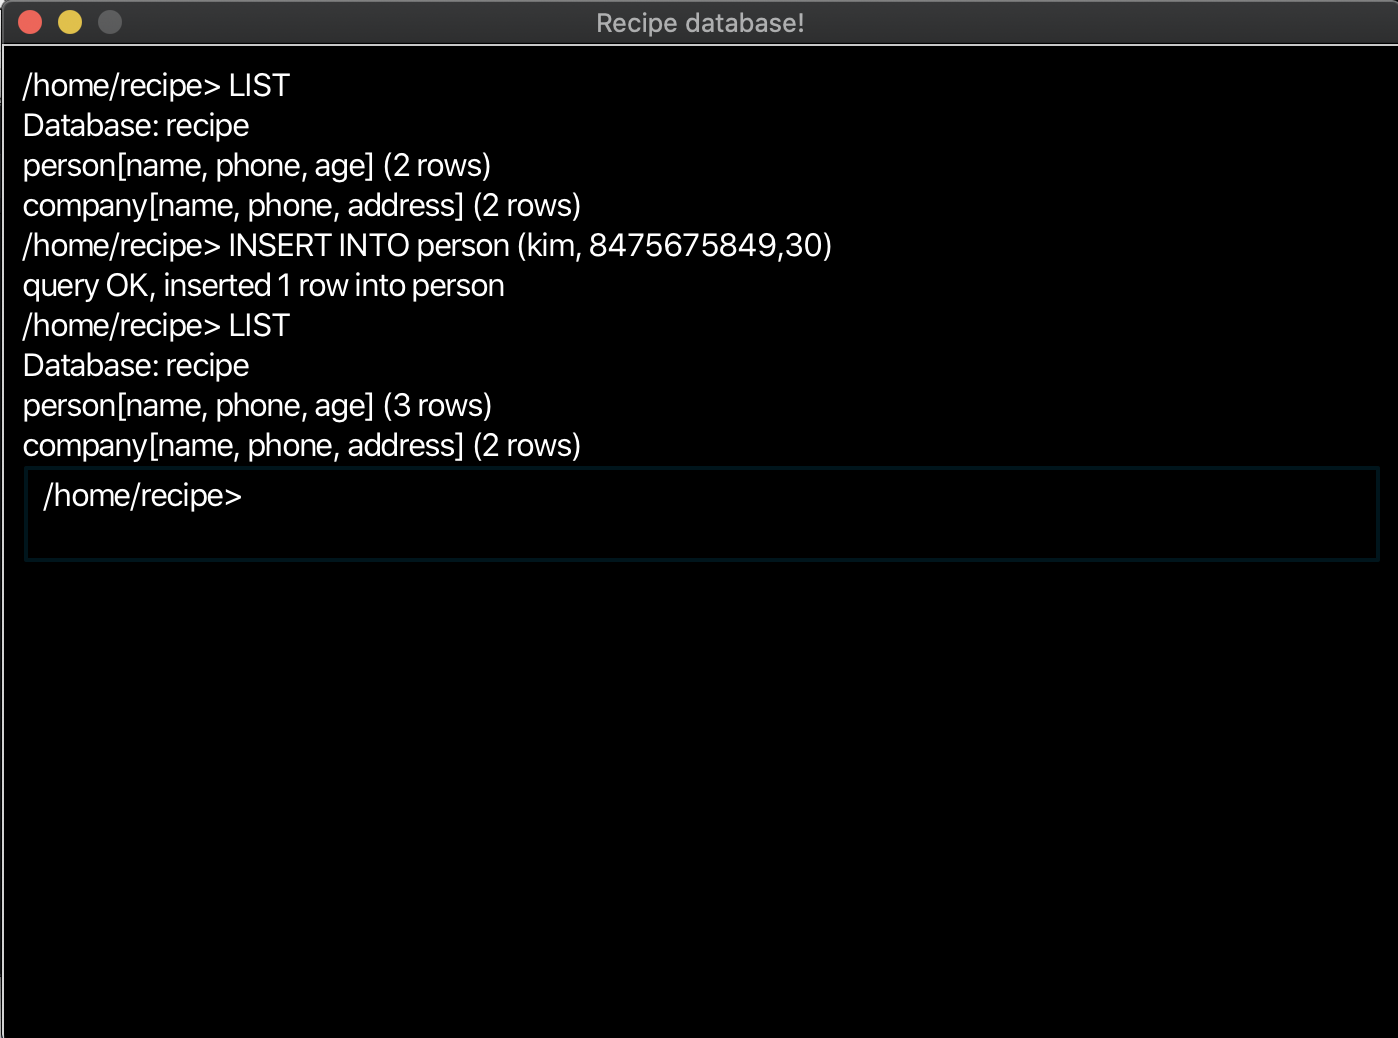 Recipe database!
/home/recipe> LIST
Database: recipe
person[name, phone, age] (2 rows)
company[name, phone, address] (2 rows)
/home/recipe> INSERT INTO person (kim, 8475675849,30)
query OK, inserted 1 row into person
/home/recipe> LIST
Database: recipe
person[name, phone, age] (3 rows)
company[name, phone, address] (2 rows)
/home/recipe>